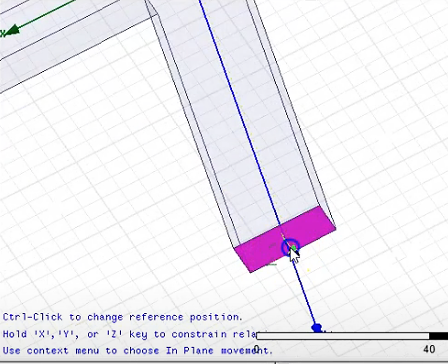 x
Ctrl-Click to change reference position.
Hold 'X','Y', or 'Z' key to constrain rela
Use context menu to choose In Plane movement.
0 40